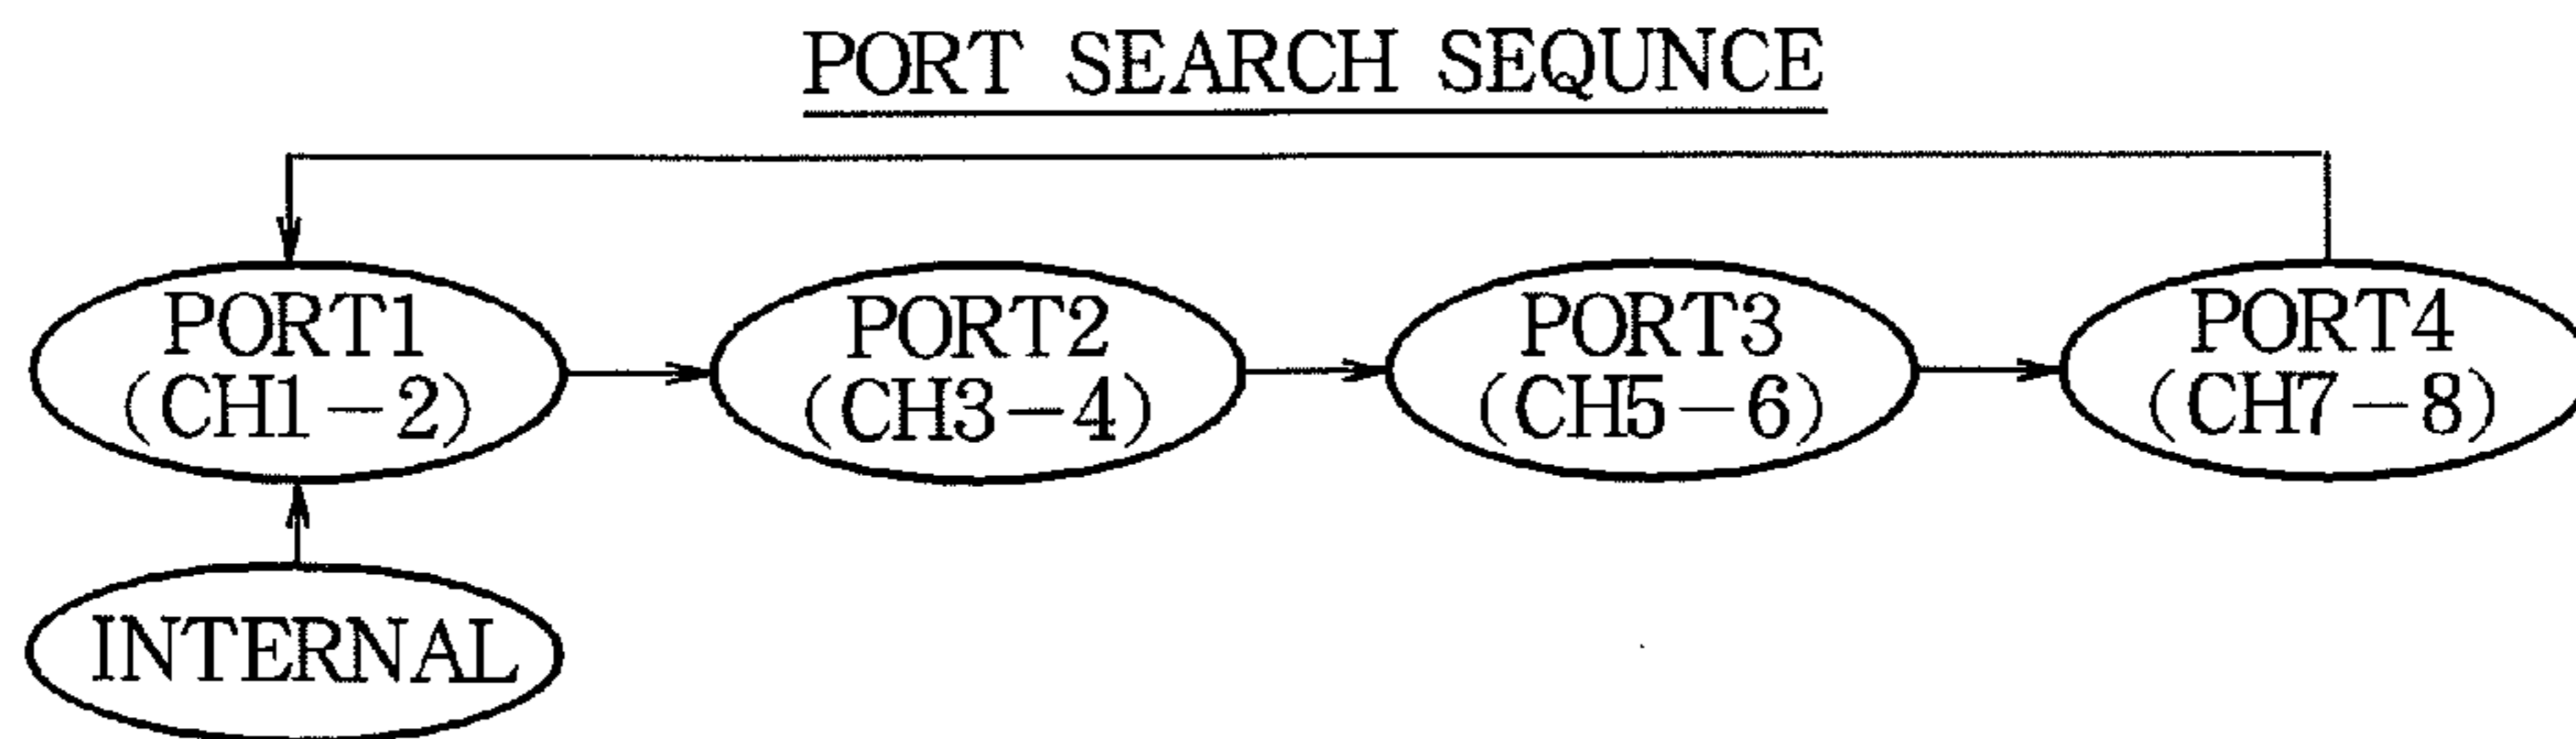 PORT SEARCH SEQUNCE
PORT1
(CH1-2)
PORT2
(CH3-4)
PORT3
(CH5-6)
PORT4
(CH7-8)
INTERNAL